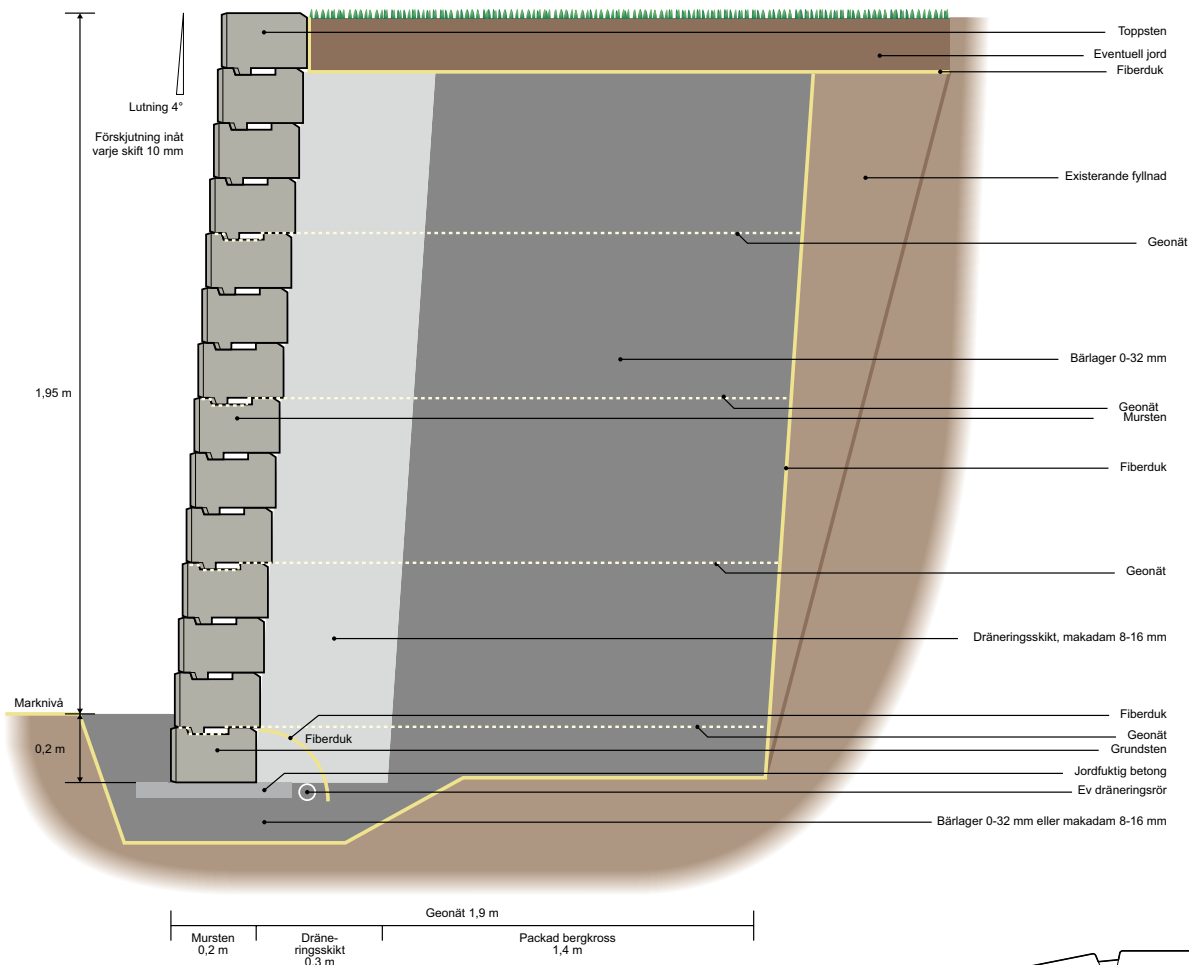 Toppsten
Eventuell jord
Fiberduk
Lutning 4°
Förskjutning inåt
varje skift 10 mm
Existerande fyllnad
Geonät
Bärlager 0-32 mm
1,95 m
Geonät
Mursten
Fiberduk
Geonät
Dräneringsskikt, makadam 8-16 mm
Marknivå
Fiberduk
Geonät
Fiberduk
0,2 m
Grundsten
Jordfuktig betong
Ev dräneringsrör
Bärlager 0-32 mm eller makadam 8-16 mm
Geonät 1,9 m
Mursten
0,2 m
Dräne-
ringsskikt
0,3 m
Packad bergkross
1,4 m